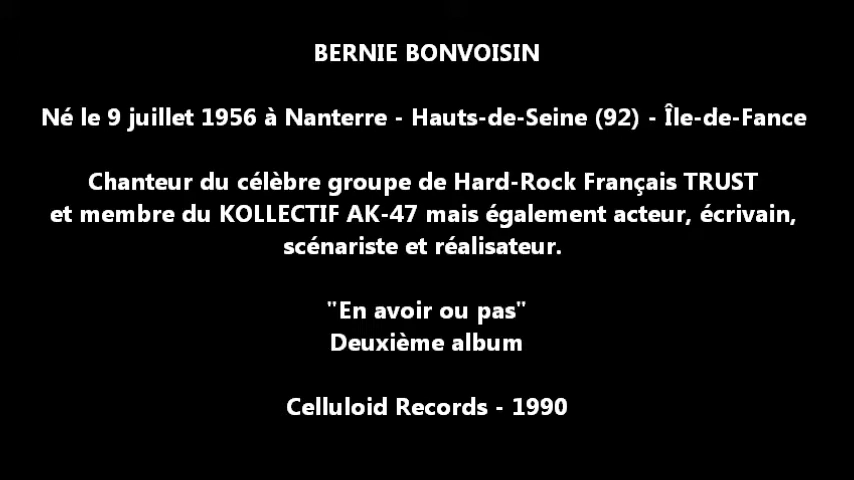 BERNIE BONVOISIN
Né le 9 juillet 1956 à Nanterre - Hauts-de-Seine (92) - Île-de-Fance
Chanteur du célèbre groupe de Hard-Rock Français TRUST
et membre du KOLLECTIF AK-47 mais également acteur, écrivain,
scénariste et réalisateur.
"En avoir ou pas"
Deuxième album
Celluloid Records - 1990